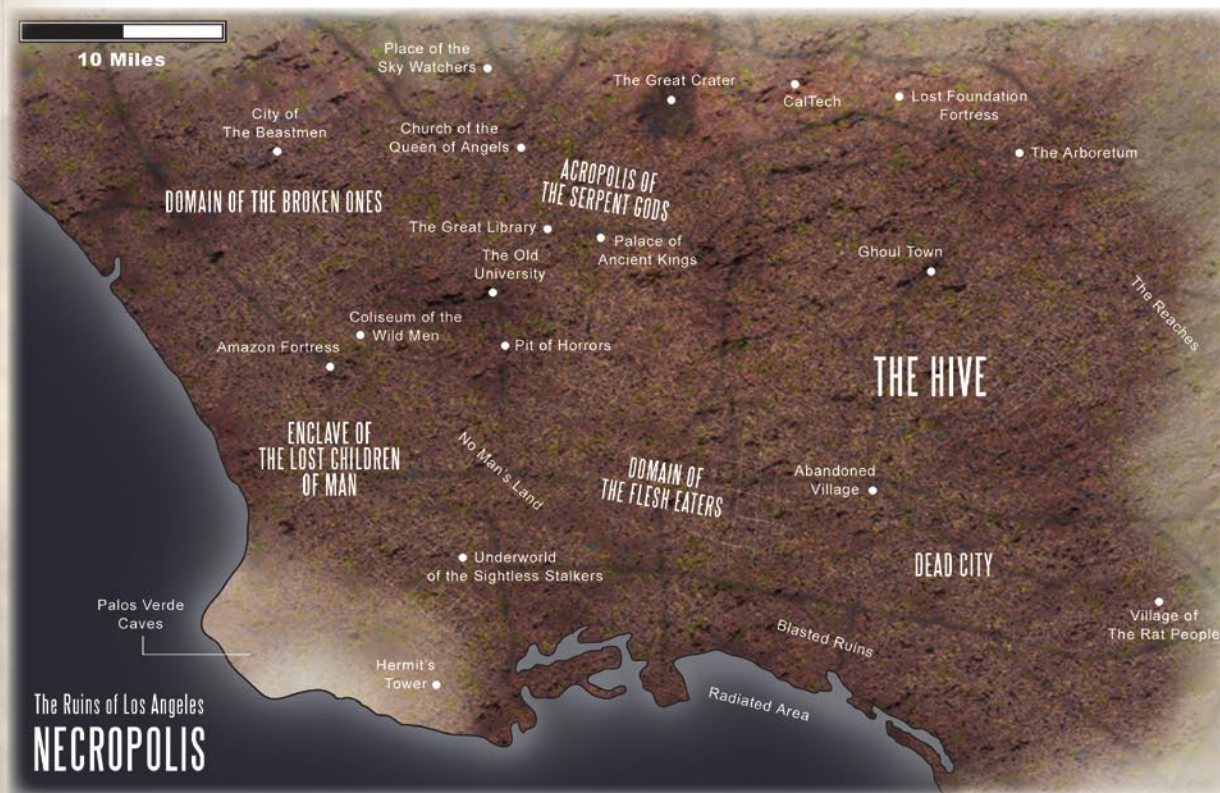 10 Miles
Place of the
Sky Watchers
The Great Crater
CalTech
Lost Foundation
Fortress
City of
The Beastmen
Church of the
Queen of Angels
The Arboretum
ACROPOLIS OF
THE SERPENT GODS
DOMAIN OF THE BROKEN ONES
The Great Library
Palace of
Ancient Kings
The Old
University
Ghoul Town
The Reaches
Coliseum of the
Wild Men
Amazon Fortress
Pit of Horrors
THE HIVE
ENCLAVE OF
THE LOST CHILDREN
OF MAN
No Man's Land
DOMAIN OF
THE FLESH EATERS
Abandoned
Village
Underworld
of the Sightless Stalkers
DEAD CITY
Palos Verde
Caves
Village of
The Rat People
Blasted Ruins
Hermit's
Tower
Radiated Area
The Ruins of Los Angeles
NECROPOLIS